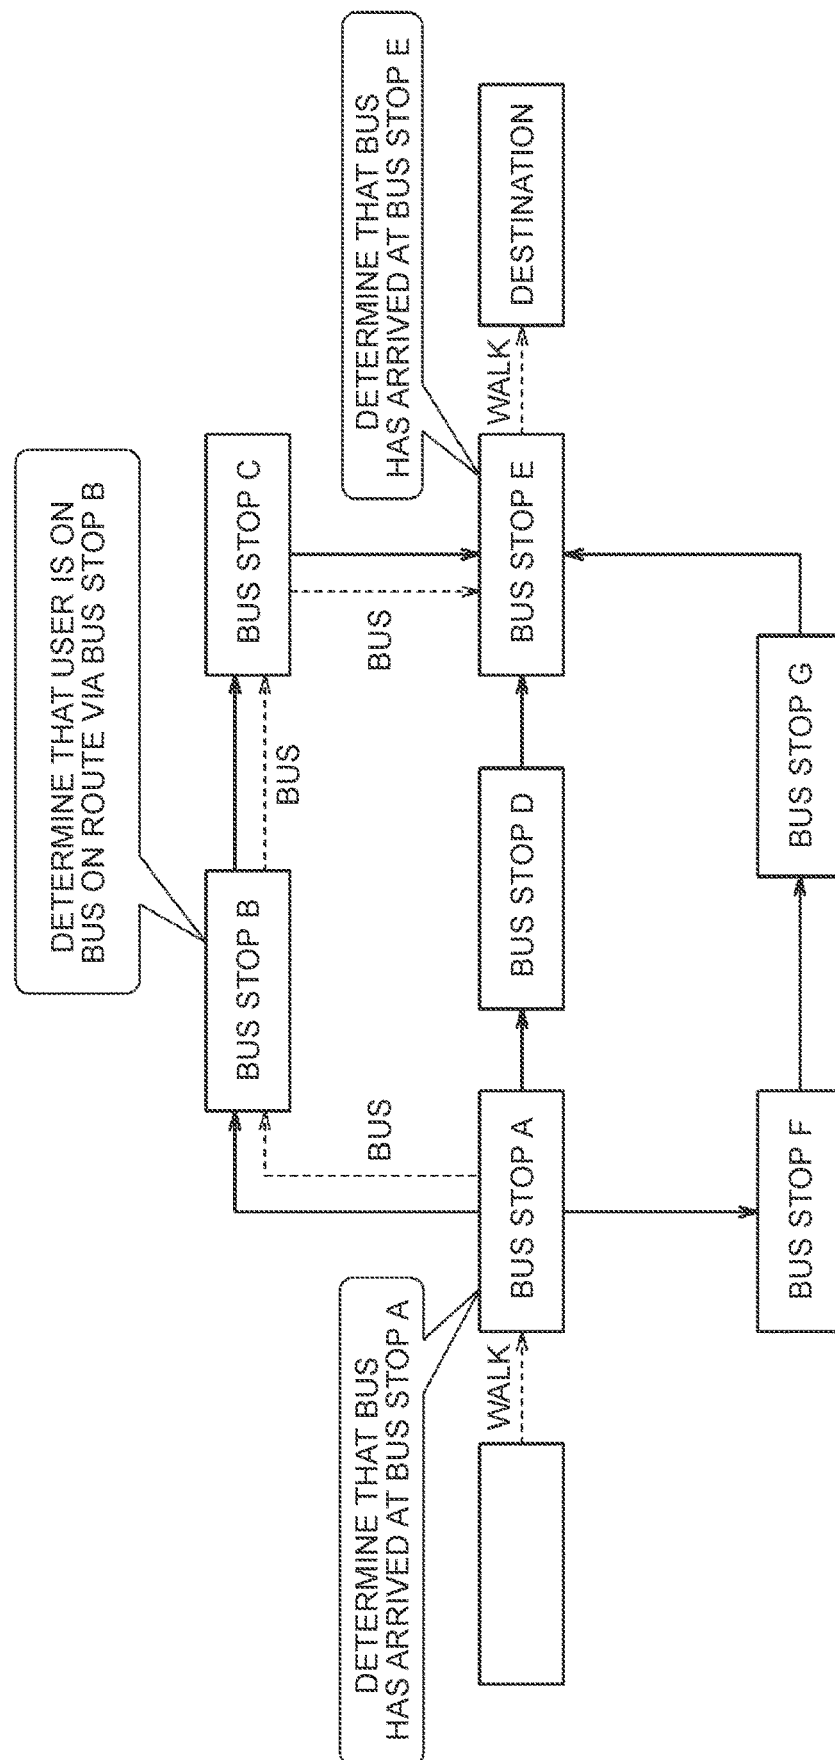 DETERMINE THAT USER IS ON
BUS ON ROUTE VIA BUS STOP B
BUS STOP B
BUS
BUS STOP C
DETERMINE THAT BUS
HAS ARRIVED AT BUS STOP A
BUS
BUS
DETERMINE THAT BUS
HAS ARRIVED AT BUS STOP E
WALK
BUS STOP A
BUS STOP D
BUS STOP E
WALK
DESTINATION
BUS STOP F
BUS STOP G